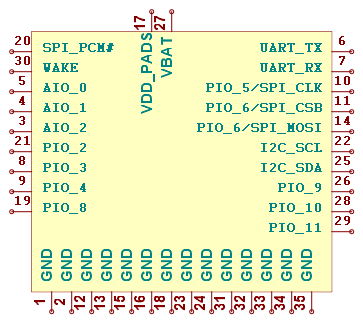 17 27
VDD_PADS VBAT
20 SPI_PCM# UART_TX 6
30 WAKE UART_RX 7
5 AIO_0 PIO_5/SPI_CLK 10
4 AIO_1 PIO_6/SPI_CSB 11
3 AIO_2 PIO_6/SPI_MOSI 14
21 PIO_2 I2C_SCL 22
8 PIO_3 I2C_SDA 25
9 PIO_4 PIO_9 26
19 PIO_8 PIO_10 28
PIO_11 29
GND GND GND GND GND GND GND GND GND GND GND GND GND GND
1 2 12 13 15 16 18 23 24 31 32 33 34 35